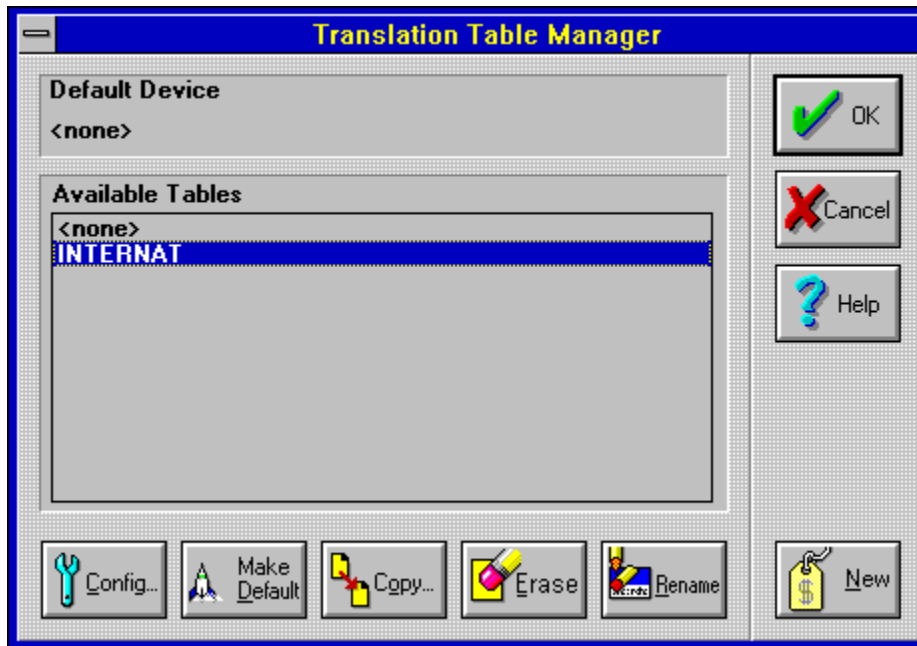 Translation Table Manager
Default Device
<none>
Available Tables
<none>
INTERNAT
OK
Cancel
Help
Config...
Make
Default
Copy...
Erase
Rename
$
New